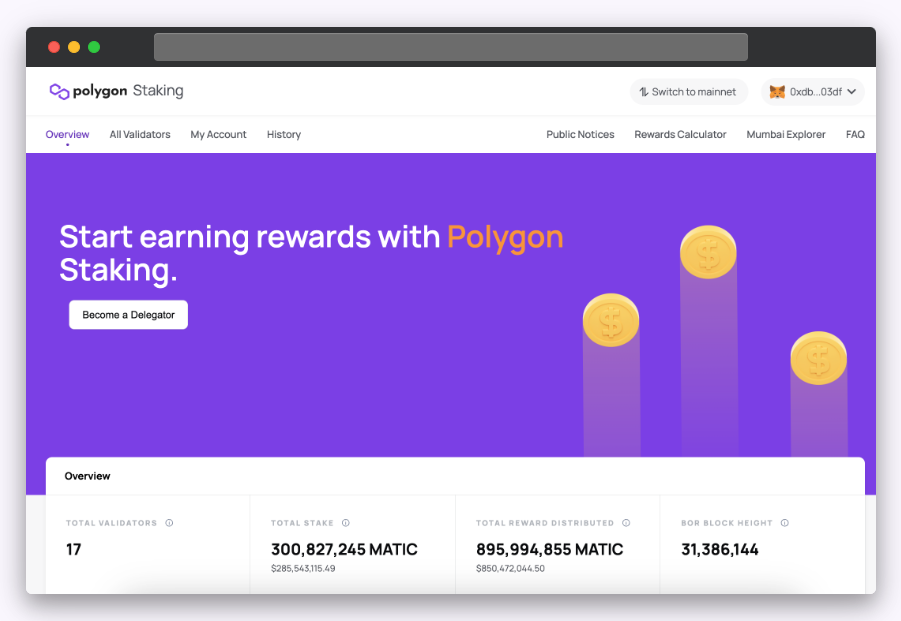 polygon Staking
Switch to mainnet
0xdb...03df
Overview All Validators My Account History Public Notices Rewards Calculator Mumbai Explorer FAQ
Start earning rewards with Polygon
Staking.
Become a Delegator
Overview
TOTAL VALIDATORS
17
TOTAL STAKE
300,827,245 MATIC
$285,543,115.49
TOTAL REWARD DISTRIBUTED
895,994,855 MATIC
$850,472,044.50
BOR BLOCK HEIGHT
31,386,144